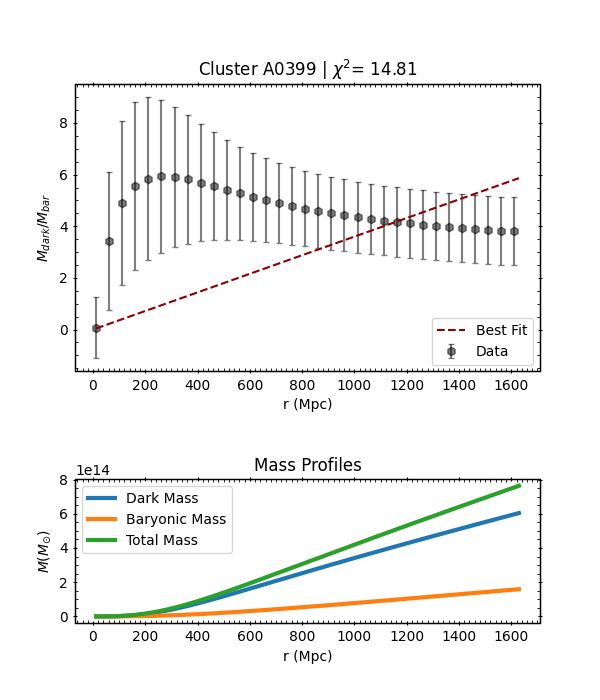 Cluster A0399 | χ²= 14.81
M_dark/M_bar
8
6
4
2
0
Best Fit
Data
0 200 400 600 800 1000 1200 1400 1600
r (Mpc)
Mass Profiles
1e14
M(M_⊙)
8
6
4
2
0
Dark Mass
Baryonic Mass
Total Mass
0 200 400 600 800 1000 1200 1400 1600
r (Mpc)